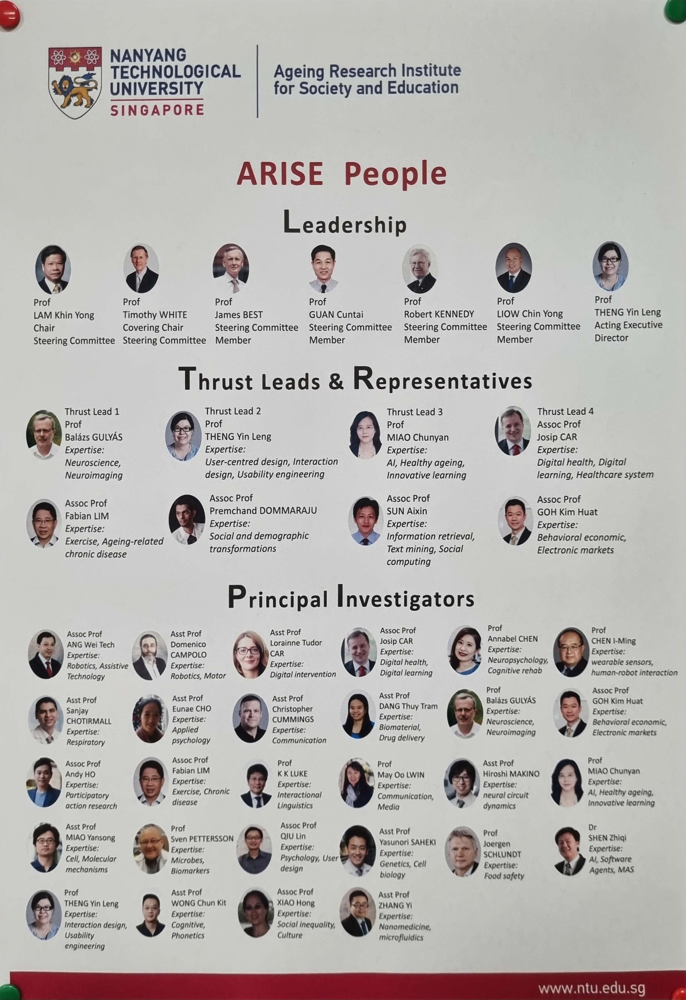 NANYANG
TECHNOLOGICAL
UNIVERSITY
SINGAPORE
Ageing Research Institute
for Society and Education
ARISE People
Leadership
Prof
LAM Khin Yong
Chair
Steering Committee
Prof
Timothy WHITE
Covering Chair
Steering Committee
Prof
James BEST
Steering Committee
Member
Prof
GUAN Cuntai
Steering Committee
Member
Prof
Robert KENNEDY
Steering Committee
Member
Prof
LIOW Chin Yong
Steering Committee
Member
Prof
THENG Yin Leng
Acting Executive
Director
Thrust Leads & Representatives
Thrust Lead 1
Prof
Balázs GULYÁS
Expertise:
Neuroscience,
Neuroimaging
Thrust Lead 2
Prof
THENG Yin Leng
Expertise:
User-centred design, Interaction
design, Usability engineering
Thrust Lead 3
Prof
MIAO Chunyan
Expertise:
AI, Healthy ageing,
Innovative learning
Thrust Lead 4
Assoc Prof
Josip CAR
Expertise:
Digital health, Digital
learning, Healthcare system
Assoc Prof
Fabian LIM
Expertise:
Exercise, Ageing-related
chronic disease
Assoc Prof
Premchand DOMMARAJU
Expertise:
Social and demographic
transformations
Assoc Prof
SUN Aixin
Expertise:
Information retrieval,
Text mining, Social
computing
Assoc Prof
GOH Kim Huat
Expertise:
Behavioral economic,
Electronic markets
Principal Investigators
Assoc Prof
ANG Wei Tech
Expertise:
Robotics, Assistive
Technology
Asst Prof
Domenico
CAMPOLO
Expertise:
Robotics, Motor
Asst Prof
Lorainne Tudor
CAR
Expertise:
Digital intervention
Assoc Prof
Josip CAR
Expertise:
Digital health,
Digital learning
Prof
Annabel CHEN
Expertise:
Neuropsychology,
Cognitive rehab
Prof
CHEN I-Ming
Expertise:
wearable sensors,
human-robot interaction
Asst Prof
Sanjay
CHOTIRMALL
Expertise:
Respiratory
Asst Prof
Eunae CHO
Expertise:
Applied
psychology
Asst Prof
Christopher
CUMMINGS
Expertise:
Communication
Asst Prof
DANG Thuy Tram
Expertise:
Biomaterial,
Drug delivery
Prof
Balázs GULYÁS
Expertise:
Neuroscience,
Neuroimaging
Assoc Prof
GOH Kim Huat
Expertise:
Behavioral economic,
Electronic markets
Assoc Prof
Andy HO
Expertise:
Participatory
action research
Assoc Prof
Fabian LIM
Expertise:
Exercise, Chronic
disease
Prof
K K LUKE
Expertise:
Interactional
Linguistics
Prof
May Oo LWIN
Expertise:
Communication,
Media
Asst Prof
Hiroshi MAKINO
Expertise:
neural circuit
dynamics
Prof
MIAO Chunyan
Expertise:
AI, Healthy ageing,
Innovative learning
Asst Prof
MIAO Yansong
Expertise:
Cell, Molecular
mechanisms
Prof
Sven PETTERSSON
Expertise:
Microbes,
Biomarkers
Assoc Prof
QIU Lin
Expertise:
Psychology, User
design
Asst Prof
Yasunori SAHEKI
Expertise:
Genetics, Cell
biology
Prof
Joergen
SCHLUNDT
Expertise:
Food safety
Dr
SHEN Zhiqi
Expertise:
AI, Software
Agents, MAS
Prof
THENG Yin Leng
Expertise:
Interaction design,
Usability
engineering
Asst Prof
WONG Chun Kit
Expertise:
Cognitive,
Phonetics
Assoc Prof
XIAO Hong
Expertise:
Social inequality,
Culture
Asst Prof
ZHANG Yi
Expertise:
Nanomedicine,
microfluidics
www.ntu.edu.sg